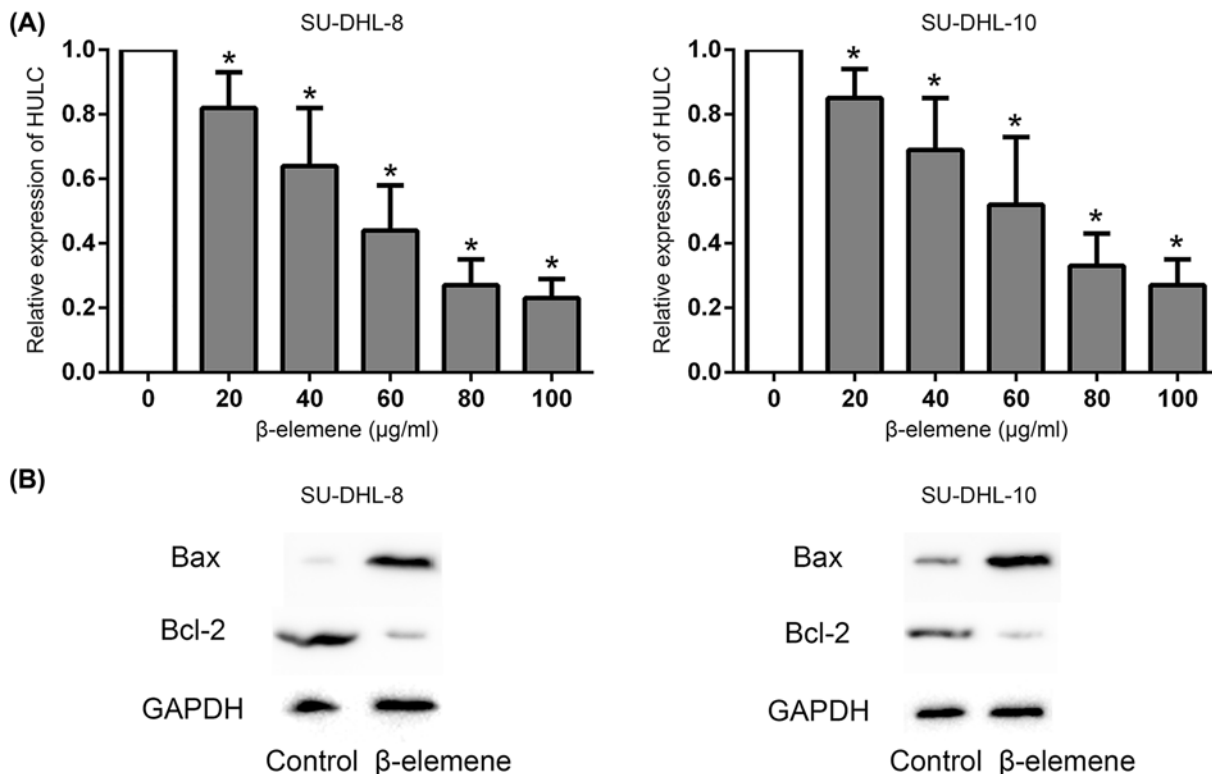 (A)
SU-DHL-8
Relative expression of HULC
1.0
0.8
0.6
0.4
0.2
0.0
* * * * *
0 20 40 60 80 100
β-elemene (μg/ml)
SU-DHL-10
Relative expression of HULC
1.0
0.8
0.6
0.4
0.2
0.0
* * * * *
0 20 40 60 80 100
β-elemene (μg/ml)
(B)
SU-DHL-8
Bax
Bcl-2
GAPDH
Control β-elemene
SU-DHL-10
Bax
Bcl-2
GAPDH
Control β-elemene